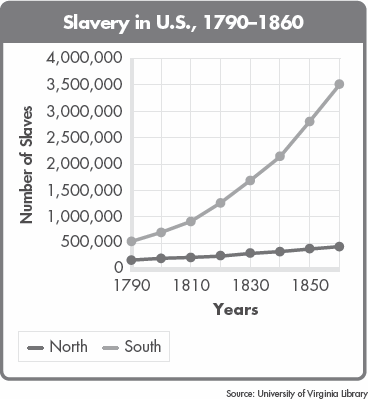 Slavery in U.S., 1790–1860
Number of Slaves
4,000,000
3,500,000
3,000,000
2,500,000
2,000,000
1,500,000
1,000,000
500,000
0
1790 1810 1830 1850
Years
North South
Source: University of Virginia Library